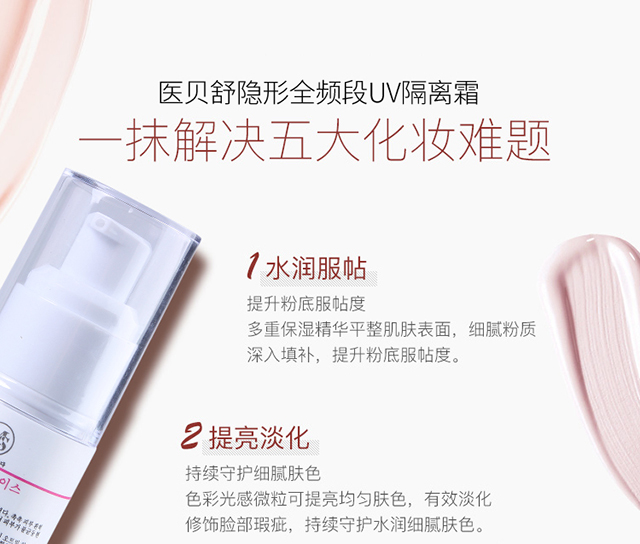 医贝舒隐形全频段UV隔离霜
一抹解决五大化妆难题
1 水润服帖
提升粉底服帖度
多重保湿精华平整肌肤表面，细腻粉质
深入填补，提升粉底服帖度。
2 提亮淡化
持续守护细腻肤色
色彩光感微粒可提亮均匀肤色，有效淡化
修饰脸部瑕疵，持续守护水润细腻肤色。
이스